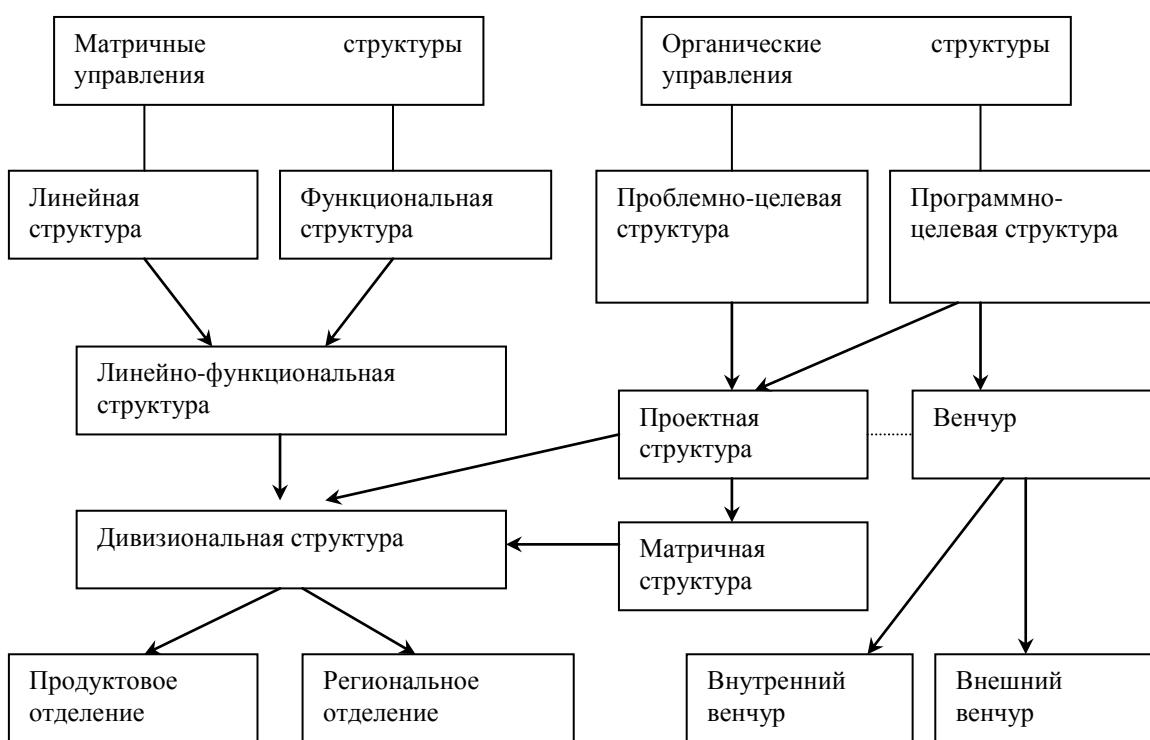 Матричные структуры
управления
Органические структуры
управления
Линейная
структура
Функциональная
структура
Проблемно-целевая
структура
Программно-
целевая структура
Линейно-функциональная
структура
Проектная
структура
Венчур
Дивизиональная структура
Матричная
структура
Продуктовое
отделение
Региональное
отделение
Внутренний
венчур
Внешний
венчур